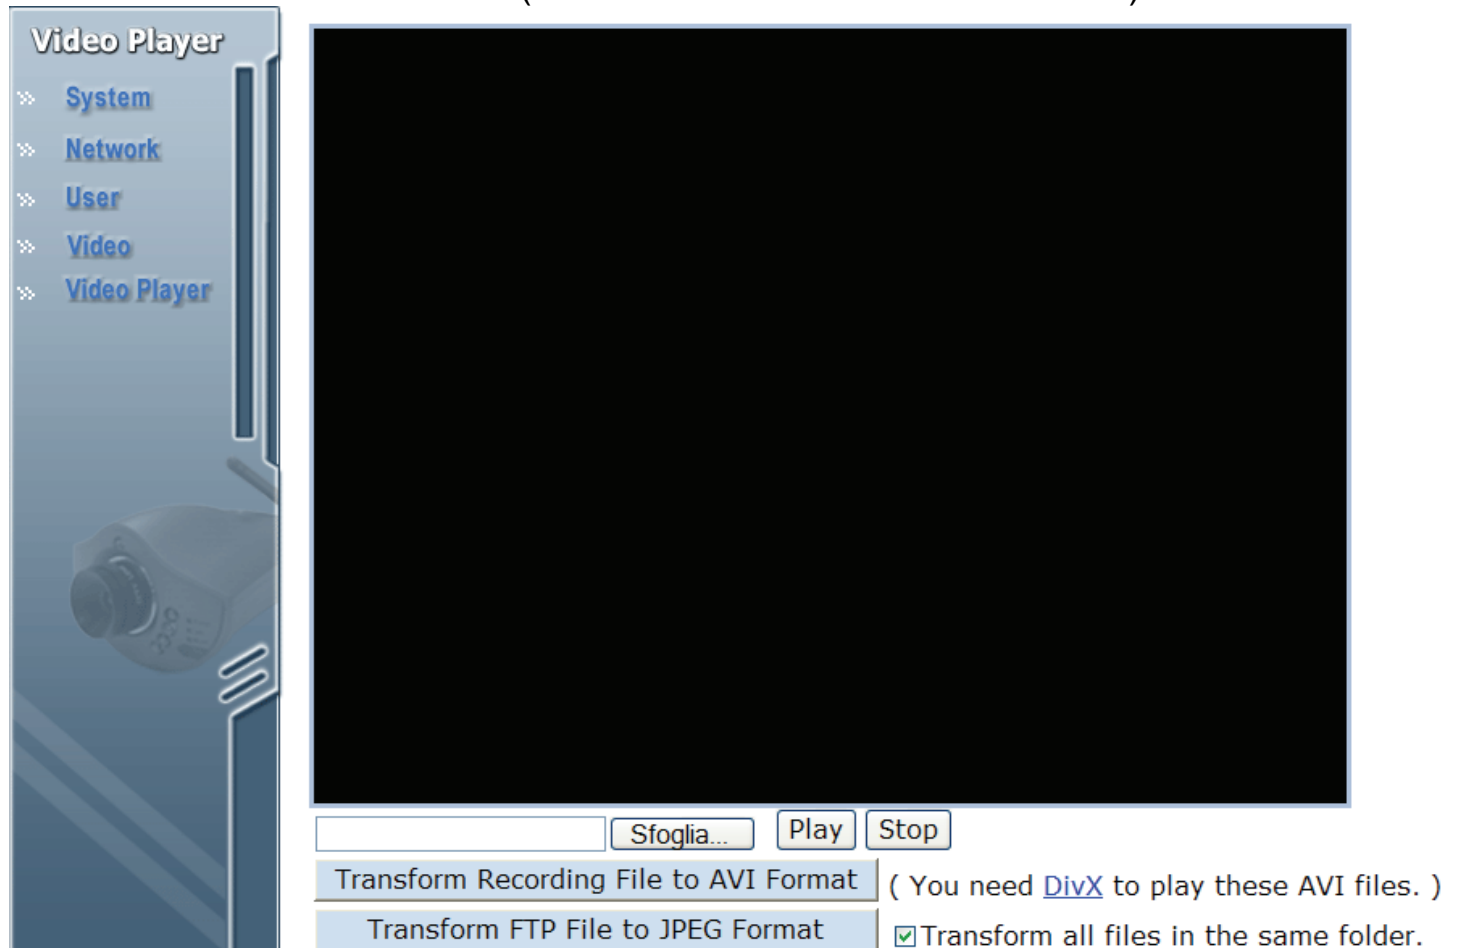 Video Player
System
Network
User
Video
Video Player
Sfoglia... Play Stop
Transform Recording File to AVI Format ( You need DivX to play these AVI files. )
Transform FTP File to JPEG Format Transform all files in the same folder.